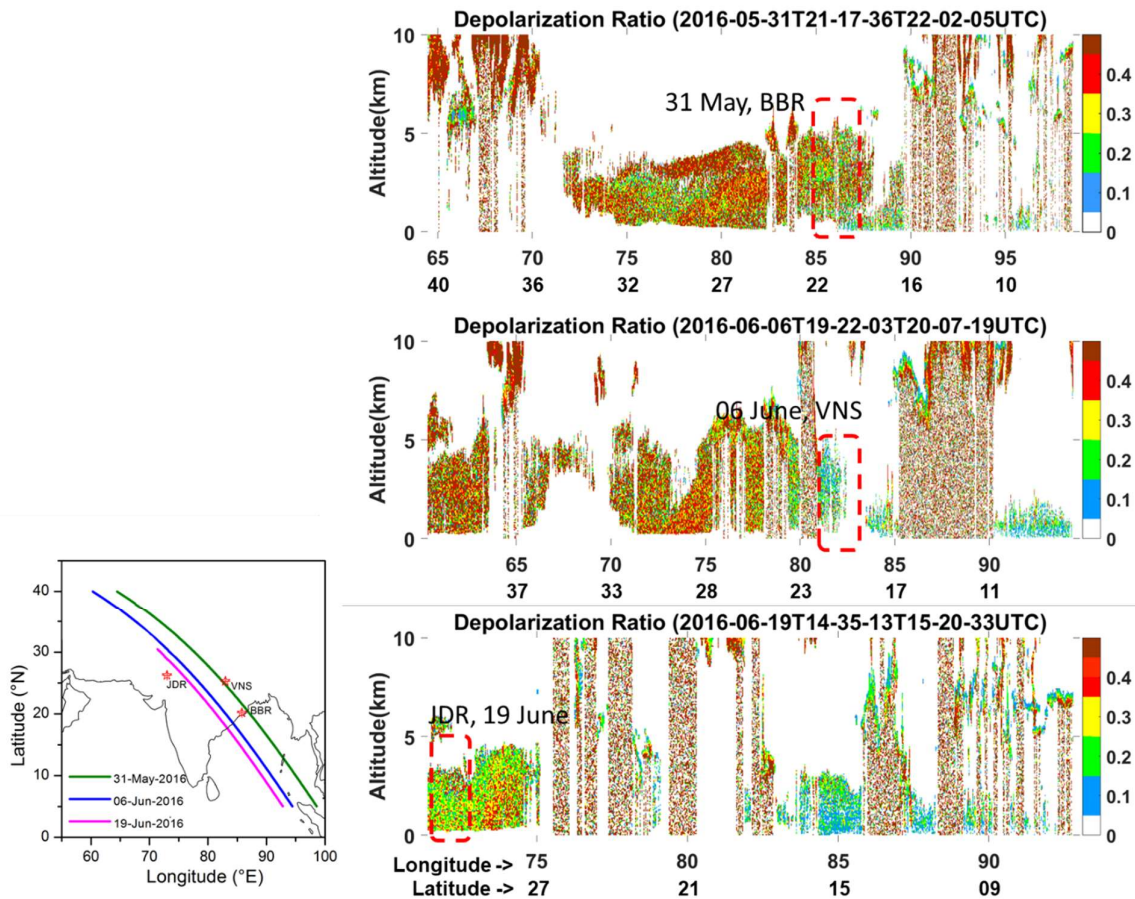 Depolarization Ratio (2016-05-31T21-17-36T22-02-05UTC)
Altitude(km)
10
5
0
31 May, BBR
0.4
0.3
0.2
0.1
0
65 70 75 80 85 90 95
40 36 32 27 22 16 10
Depolarization Ratio (2016-06-06T19-22-03T20-07-19UTC)
Altitude(km)
10
5
0
06 June, VNS
0.4
0.3
0.2
0.1
0
65 70 75 80 85 90
37 33 28 23 17 11
Depolarization Ratio (2016-06-19T14-35-13T15-20-33UTC)
Altitude(km)
10
5
0
JDR, 19 June
0.4
0.3
0.2
0.1
0
Longitude -> 75 80 85 90
Latitude -> 27 21 15 09
Latitude (°N)
50
40
30
20
10
5
0
JDR
VNS
BBR
31-May-2016
06-Jun-2016
19-Jun-2016
60 70 80 90 100
Longitude (°E)